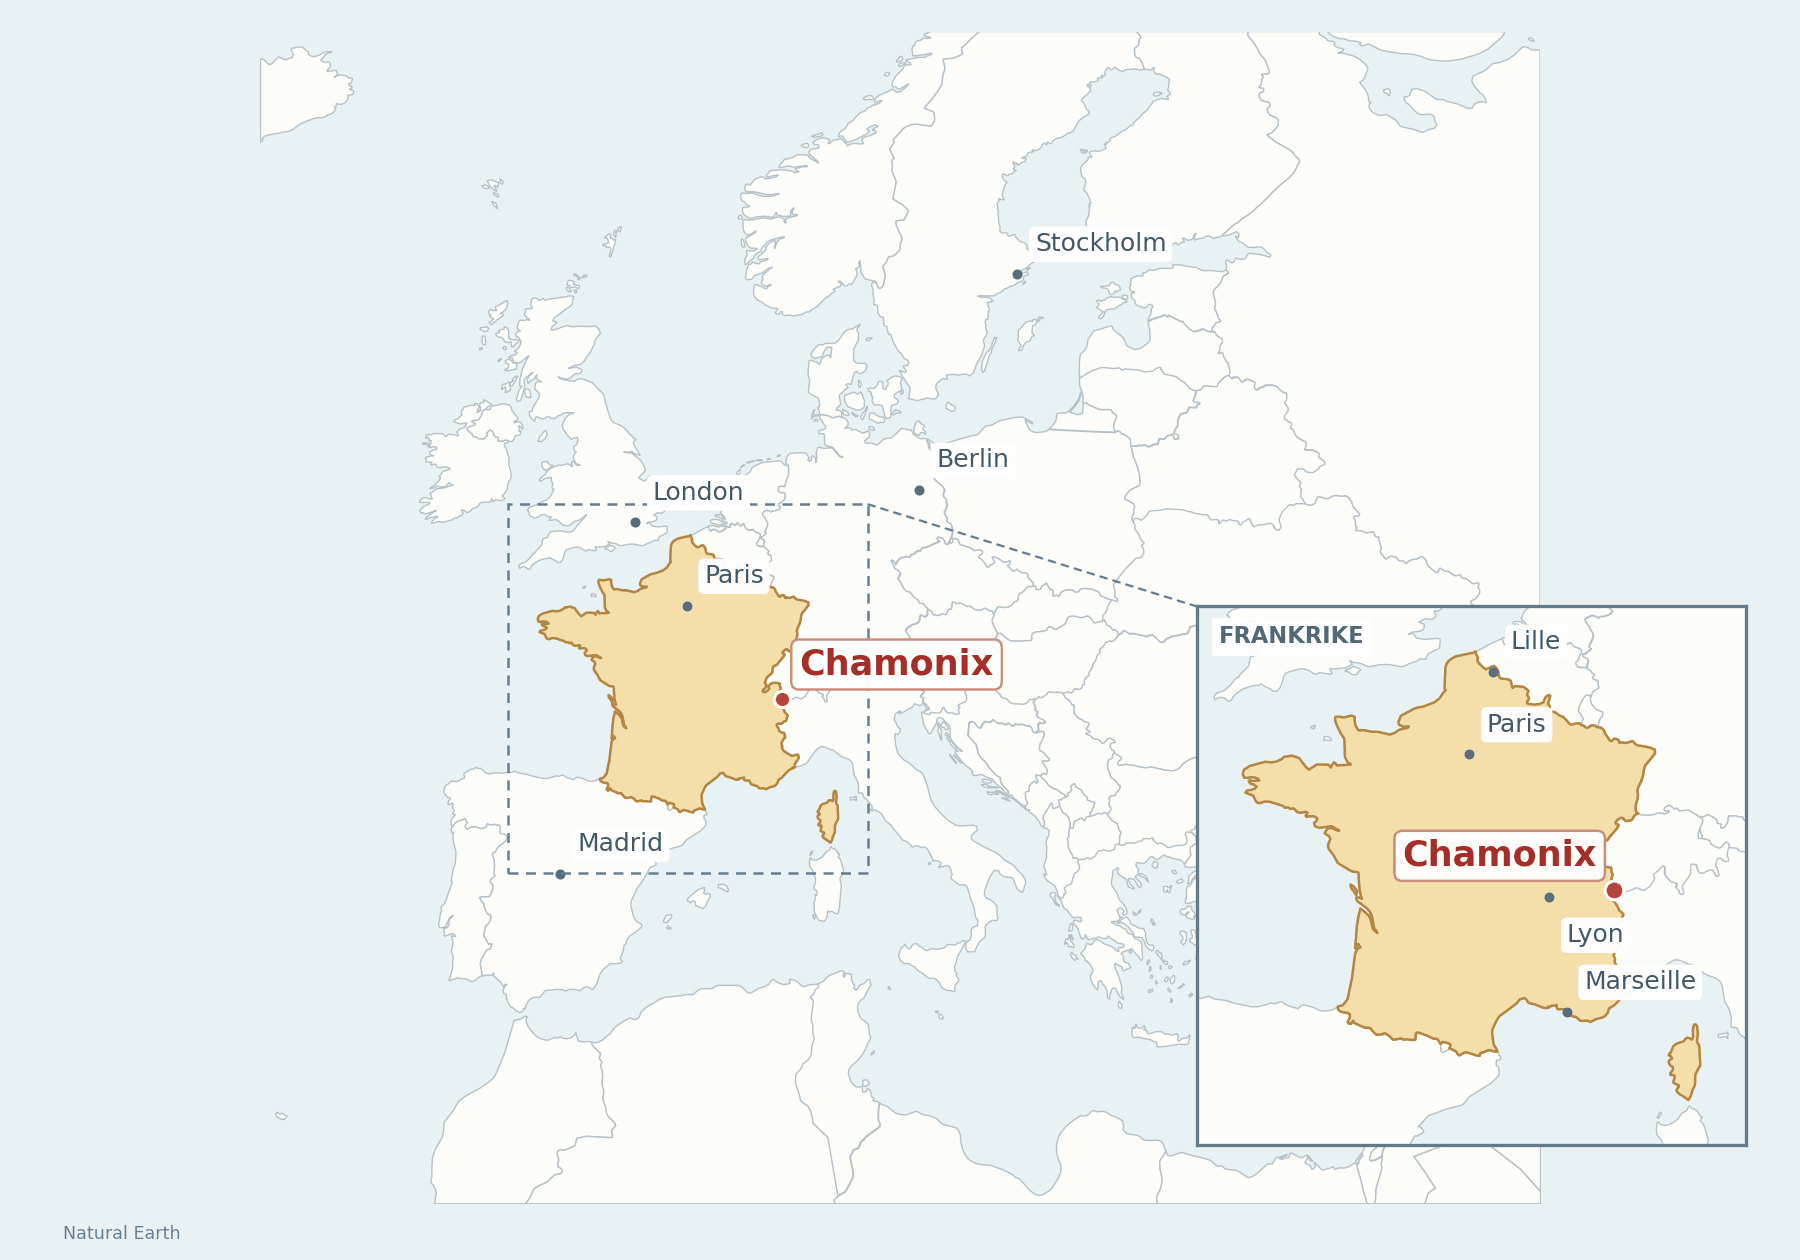 Stockholm
Berlin
London
Paris
Chamonix
Madrid
FRANKRIKE
Lille
Paris
Chamonix
Lyon
Marseille
Natural Earth